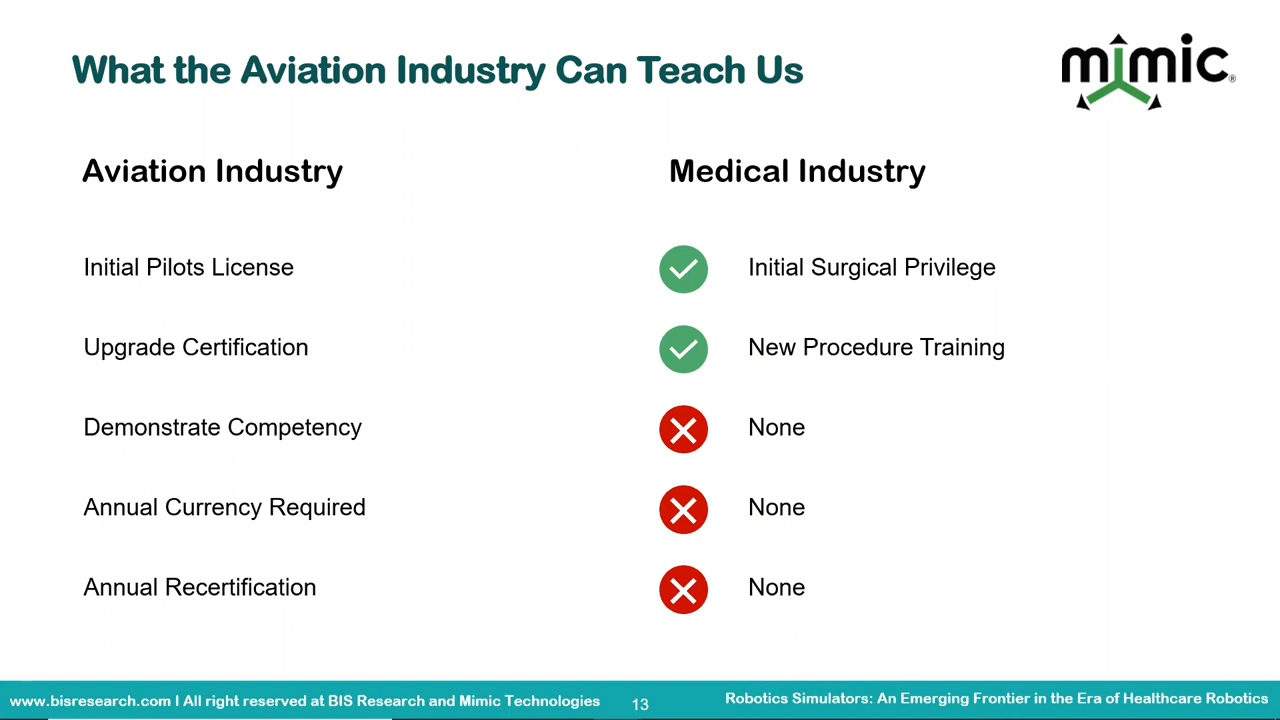 What the Aviation Industry Can Teach Us
mimic®
Aviation Industry
Medical Industry
Initial Pilots License
Initial Surgical Privilege
Upgrade Certification
New Procedure Training
Demonstrate Competency
None
Annual Currency Required
None
Annual Recertification
None
www.bisresearch.com I All right reserved at BIS Research and Mimic Technologies
13
Robotics Simulators: An Emerging Frontier in the Era of Healthcare Robotics